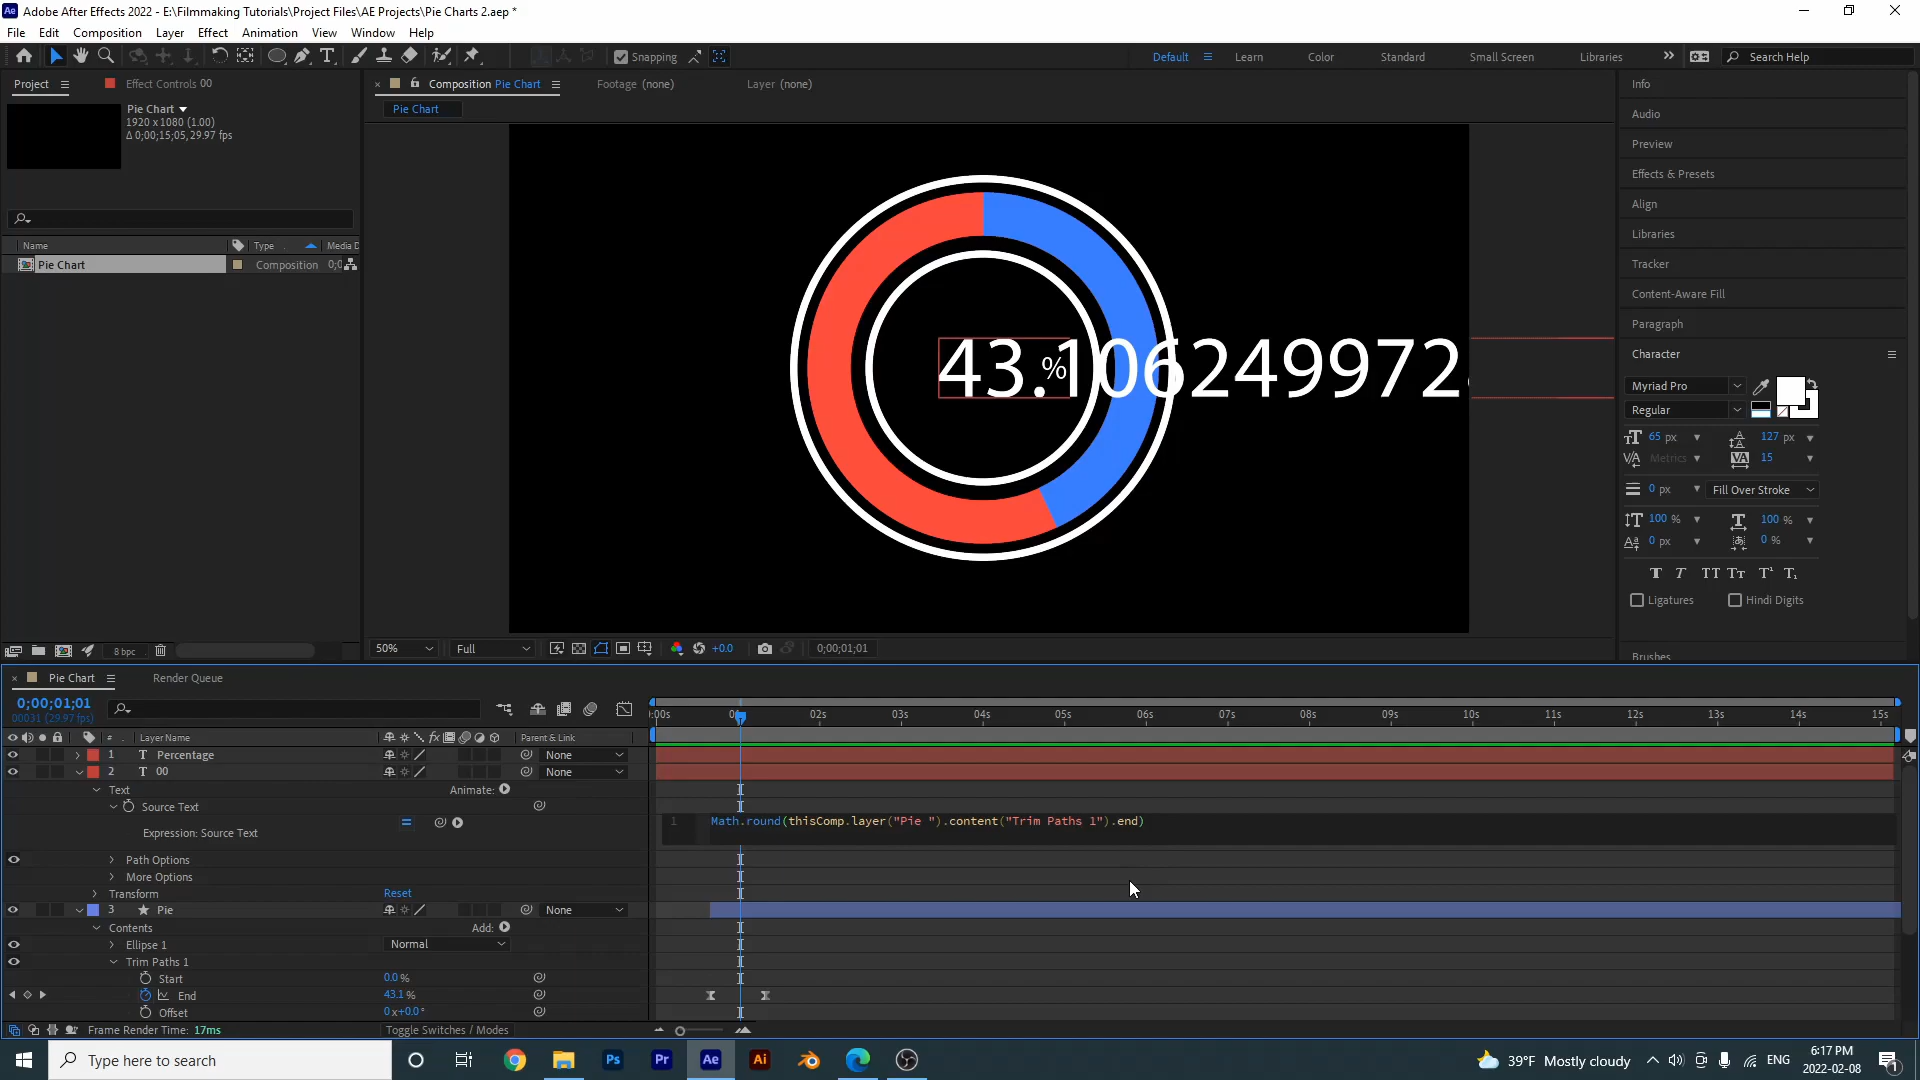 Adobe After Effects 2022 - E:\Filmmaking Tutorials\Project Files\AE Projects\Pie Charts 2.aep *
File Edit Composition Layer Effect Animation View Window Help
Snapping Default Learn Color Standard Small Screen Libraries Search Help
Project Effect Controls 00
Composition Pie Chart Footage (none) Layer (none)
Pie Chart
Pie Chart
1920 x 1080 (1.00)
Δ 0;00;15;05, 29.97 fps
Name Type Media D
Pie Chart Composition 0;0
8 bpc
43.106249972
%
50% Full +0.0 0;00;01;01
Info
Audio
Preview
Effects & Presets
Align
Libraries
Tracker
Content-Aware Fill
Paragraph
Character
Myriad Pro
Regular
65 px 127 px
Metrics 15
0 px Fill Over Stroke
100 % 100 %
0 px 0 %
Ligatures Hindi Digits
Brushes
Pie Chart Render Queue
0;00;01;01
00031 (29.97 fps)
:00s 02s 03s 04s 05s 06s 07s 08s 09s 10s 11s 12s 13s 14s 15s
# Layer Name Parent & Link
1 T Percentage None
2 T 00 None
Text Animate:
Source Text
Expression: Source Text
1 Math.round(thisComp.layer("Pie ").content("Trim Paths 1").end)
Path Options
More Options
Transform Reset
3 Pie None
Contents Add:
Ellipse 1 Normal
Trim Paths 1
Start 0.0 %
End 43.1 %
Offset 0 x+0.0 °
Frame Render Time: 17ms Toggle Switches / Modes
Type here to search
39°F Mostly cloudy ENG 6:17 PM
2022-02-08
1